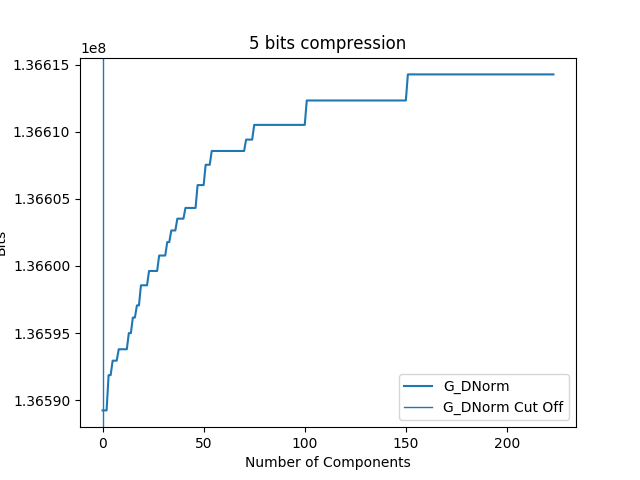 5 bits compression
1e8
1.36615
1.36610
1.36605
1.36600
1.36595
1.36590
Bits
0 50 100 150 200
Number of Components
G_DNorm
G_DNorm Cut Off